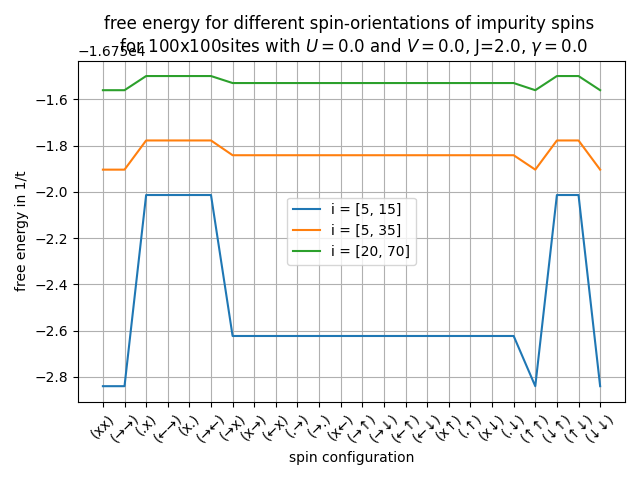 free energy for different spin-orientations of impurity spins
for 100x100sites with U = 0.0 and V = 0.0, J=2.0, γ = 0.0
−1.675e4
−1.6
−1.8
−2.0
−2.2
−2.4
−2.6
−2.8
free energy in 1/t
i = [5, 15]
i = [5, 35]
i = [20, 70]
(xx)
(→→)
(.x)
(←→)
(x.)
(→←)
(→x)
(x→)
(←x)
(.→)
(→.)
(x←)
(→↑)
(→↓)
(←↑)
(←↓)
(x↑)
(.↑)
(x↓)
(.↓)
(↑↑)
(↓↑)
(↑↓)
(↓↓)
spin configuration